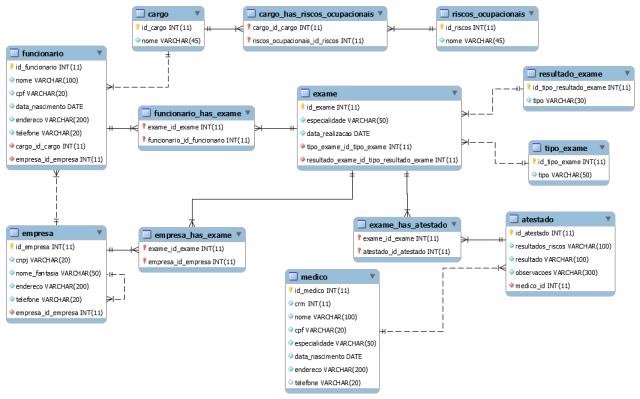 cargo
id_cargo INT(11)
nome VARCHAR(45)
cargo_has_riscos_ocupacionais
cargo_id_cargo INT(11)
riscos_ocupacionais_id_riscos INT(11)
riscos_ocupacionais
id_riscos INT(11)
nome VARCHAR(45)
funcionario
id_funcionario INT(11)
nome VARCHAR(100)
cpf VARCHAR(20)
data_nascimento DATE
endereco VARCHAR(200)
telefone VARCHAR(20)
cargo_id_cargo INT(11)
empresa_id_empresa INT(11)
funcionario_has_exame
exame_id_exame INT(11)
funcionario_id_funcionario INT(11)
exame
id_exame INT(11)
especialidade VARCHAR(50)
data_realizacao DATE
tipo_exame_id_tipo_exame INT(11)
resultado_exame_id_tipo_resultado_exame INT(11)
resultado_exame
id_tipo_resultado_exame INT(11)
tipo VARCHAR(30)
tipo_exame
id_tipo_exame INT(11)
tipo VARCHAR(50)
empresa
id_empresa INT(11)
cnpj VARCHAR(20)
nome_fantasia VARCHAR(50)
endereco VARCHAR(200)
telefone VARCHAR(20)
empresa_id_empresa INT(11)
empresa_has_exame
exame_id_exame INT(11)
empresa_id_empresa INT(11)
exame_has_atestado
exame_id_exame INT(11)
atestado_id_atestado INT(11)
atestado
id_atestado INT(11)
resultados_riscos VARCHAR(100)
resultado VARCHAR(100)
observacoes VARCHAR(300)
medico_id INT(11)
medico
id_medico INT(11)
crm INT(11)
nome VARCHAR(100)
cpf VARCHAR(20)
especialidade VARCHAR(50)
data_nascimento DATE
endereco VARCHAR(200)
telefone VARCHAR(20)